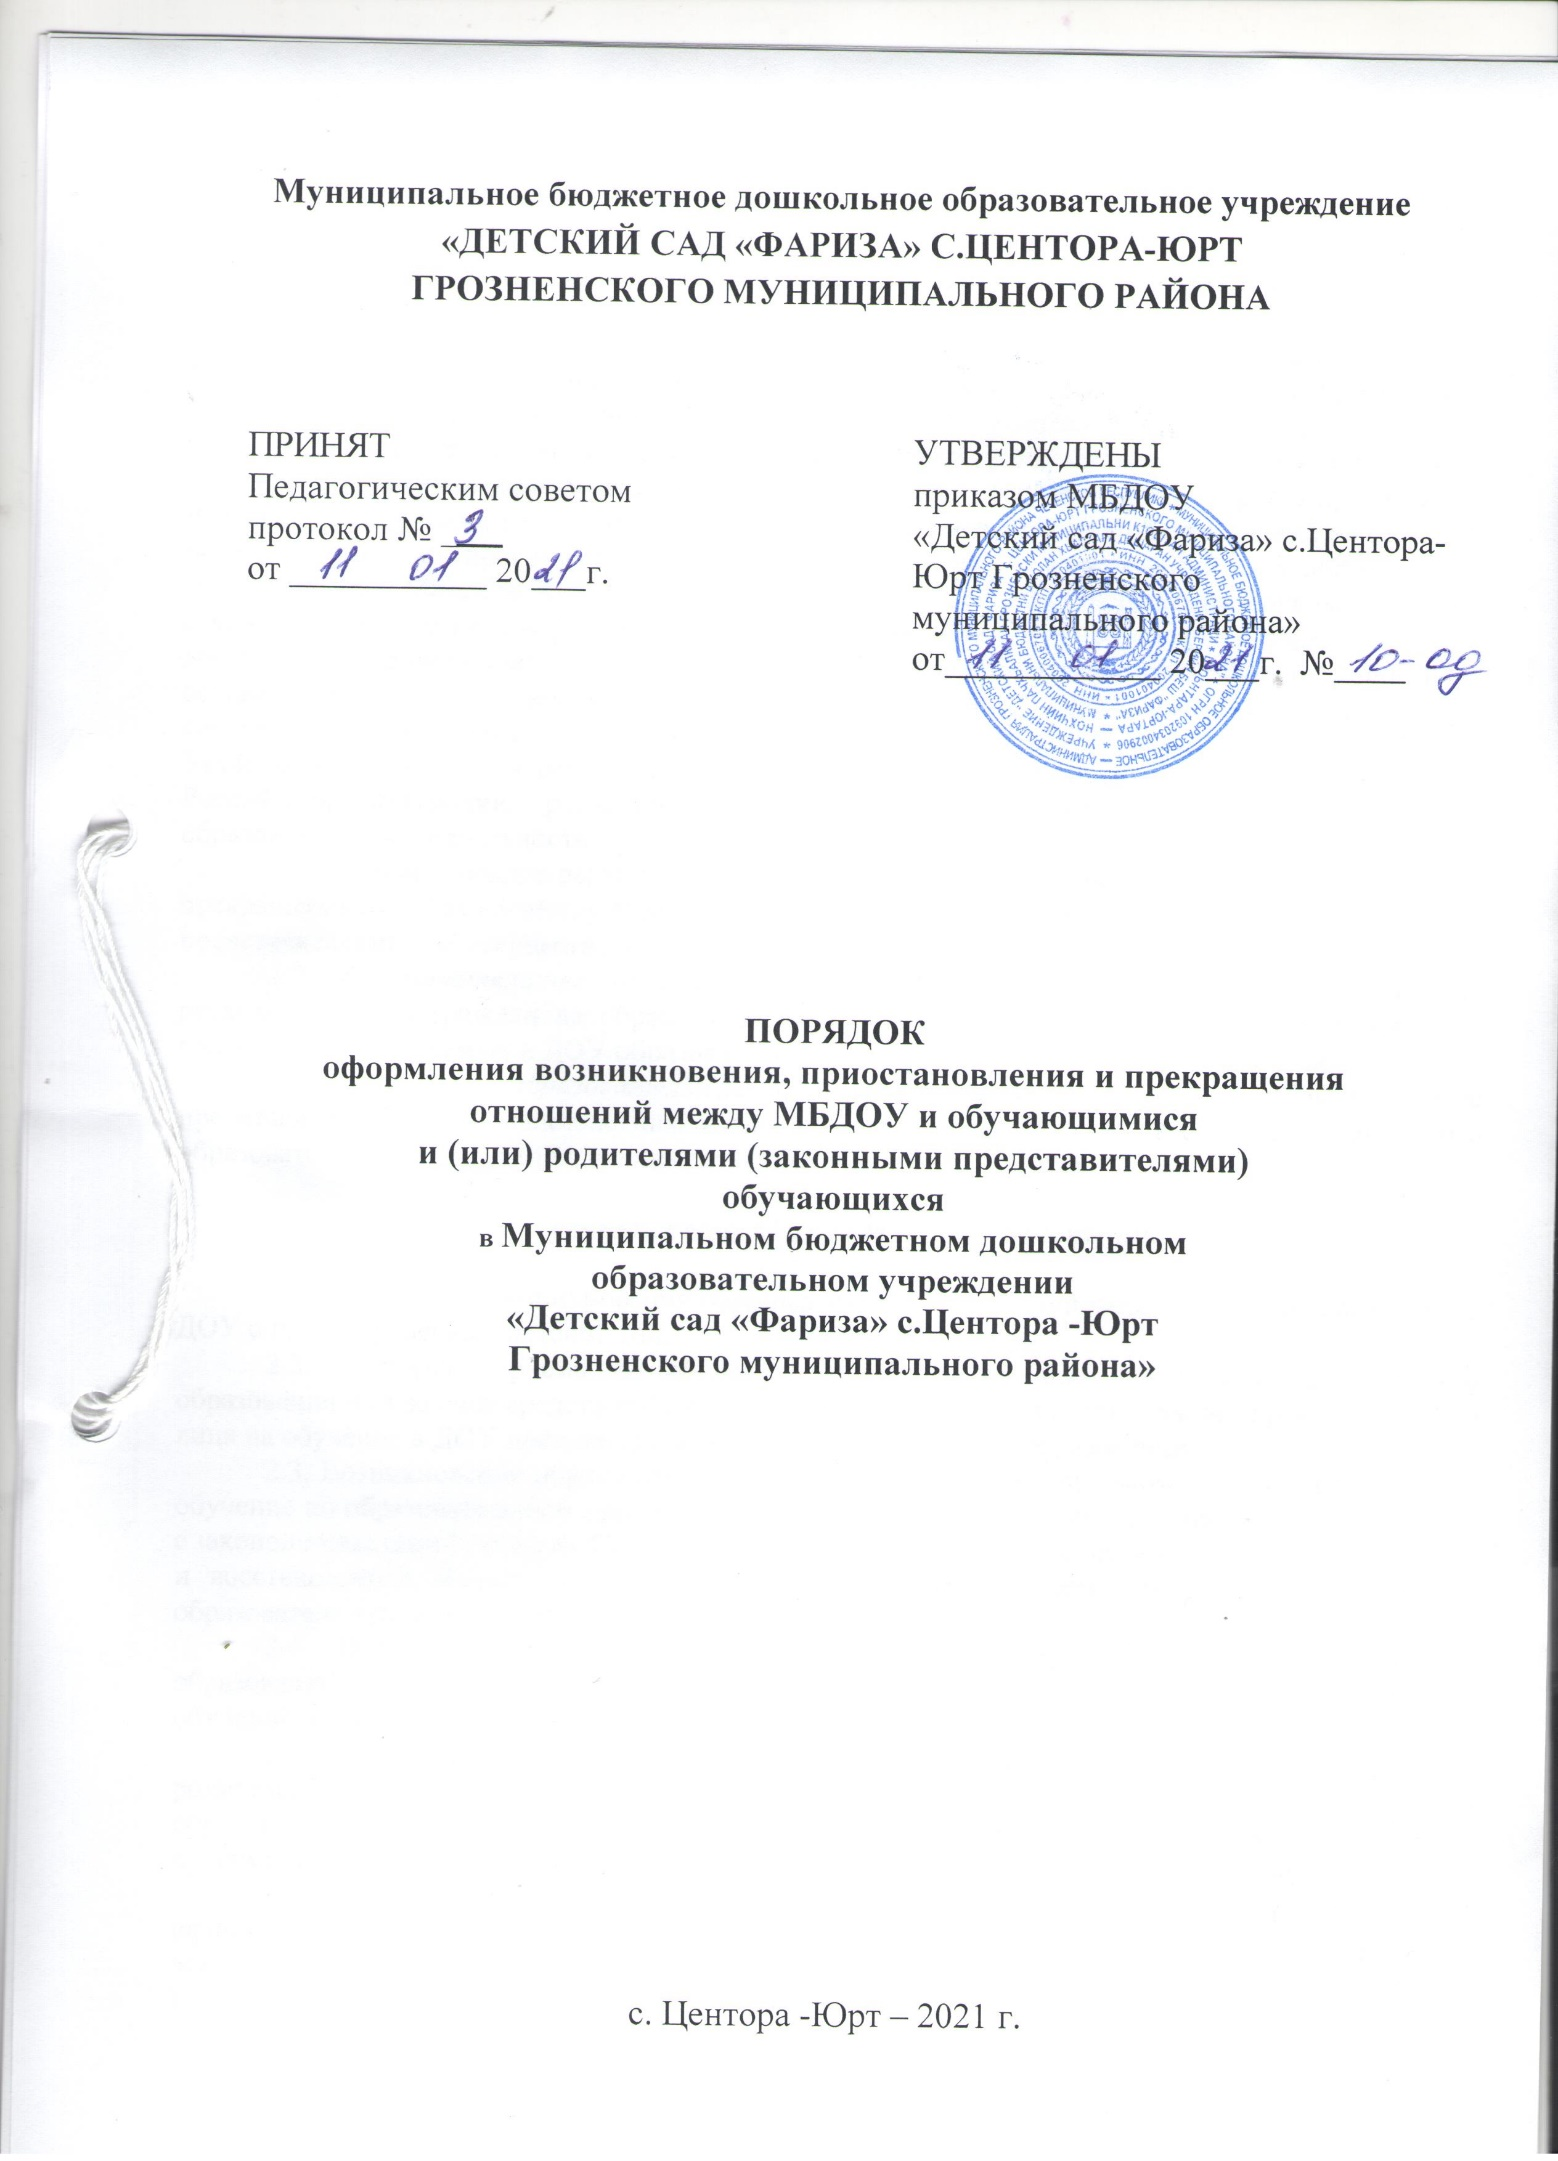 Муниципальное бюджетное дошкольное образовательное учреждение
«ДЕТСКИЙ САД «ФАРИЗА» С.ЦЕНТОРА-ЮРТ
ГРОЗНЕНСКОГО МУНИЦИПАЛЬНОГО РАЙОНА
ПРИНЯТ
Педагогическим советом
протокол № 3
от 11 01 2021г.
УТВЕРЖДЕНЫ
приказом МБДОУ
«Детский сад «Фариза» с.Центора-
Юрт Грозненского
муниципального района»
от 11 01 2021г. № 10-од
ПОРЯДОК
оформления возникновения, приостановления и прекращения
отношений между МБДОУ и обучающимися
и (или) родителями (законными представителями)
обучающихся
в Муниципальном бюджетном дошкольном
образовательном учреждении
«Детский сад «Фариза» с.Центора -Юрт
Грозненского муниципального района»
с. Центора -Юрт – 2021 г.